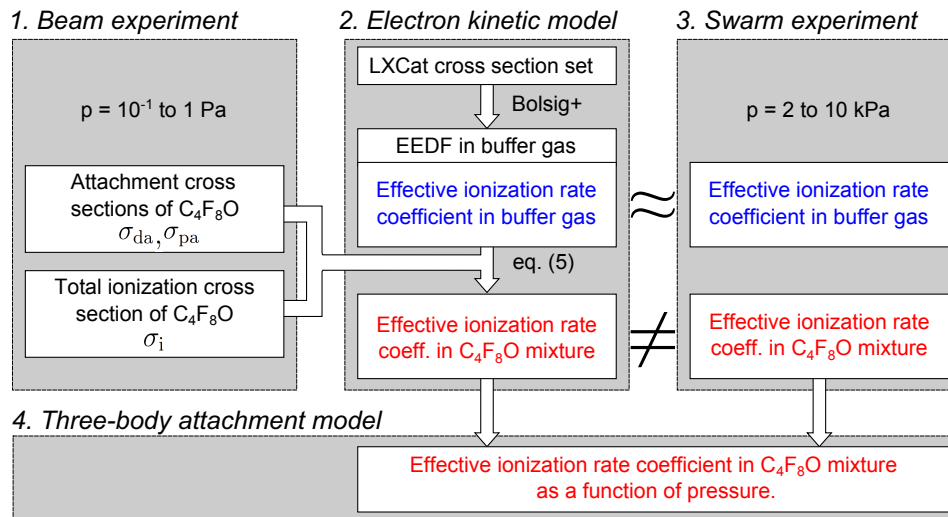 1. Beam experiment
p = 10⁻¹ to 1 Pa
Attachment cross
sections of C₄F₈O
σ_da, σ_pa
Total ionization cross
section of C₄F₈O
σ_i
2. Electron kinetic model
LXCat cross section set
Bolsig+
EEDF in buffer gas
Effective ionization rate
coefficient in buffer gas
eq. (5)
Effective ionization rate
coeff. in C₄F₈O mixture
≈
≠
3. Swarm experiment
p = 2 to 10 kPa
Effective ionization rate
coefficient in buffer gas
Effective ionization rate
coeff. in C₄F₈O mixture
4. Three-body attachment model
Effective ionization rate coefficient in C₄F₈O mixture
as a function of pressure.